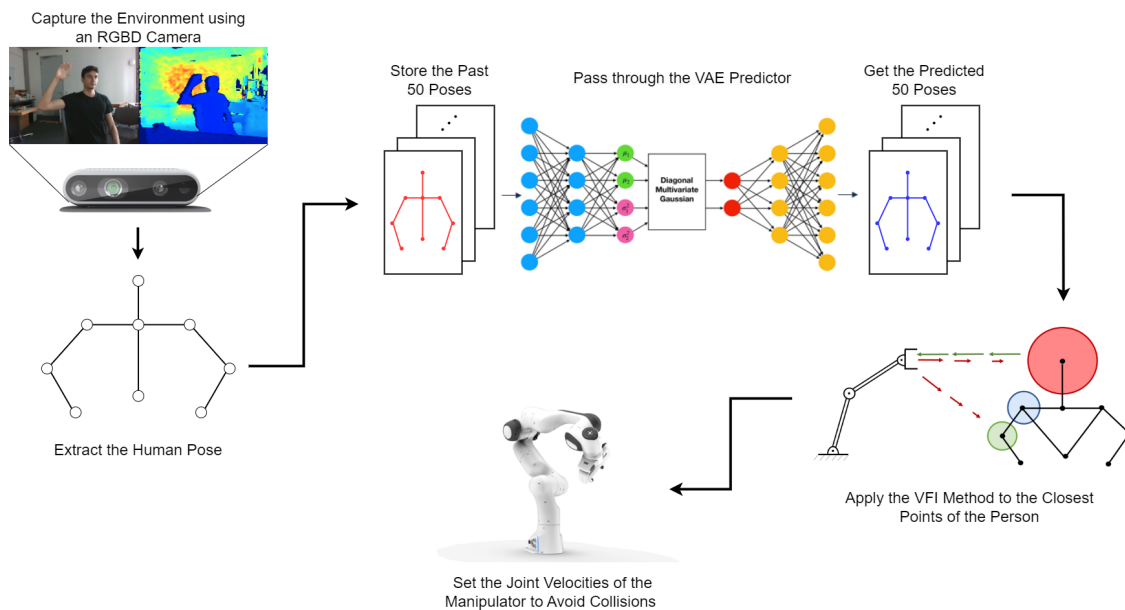 Capture the Environment using
an RGBD Camera
Store the Past
50 Poses
Pass through the VAE Predictor
Get the Predicted
50 Poses
Diagonal
Multivariate
Gaussian
Extract the Human Pose
Apply the VFI Method to the Closest
Points of the Person
Set the Joint Velocities of the
Manipulator to Avoid Collisions